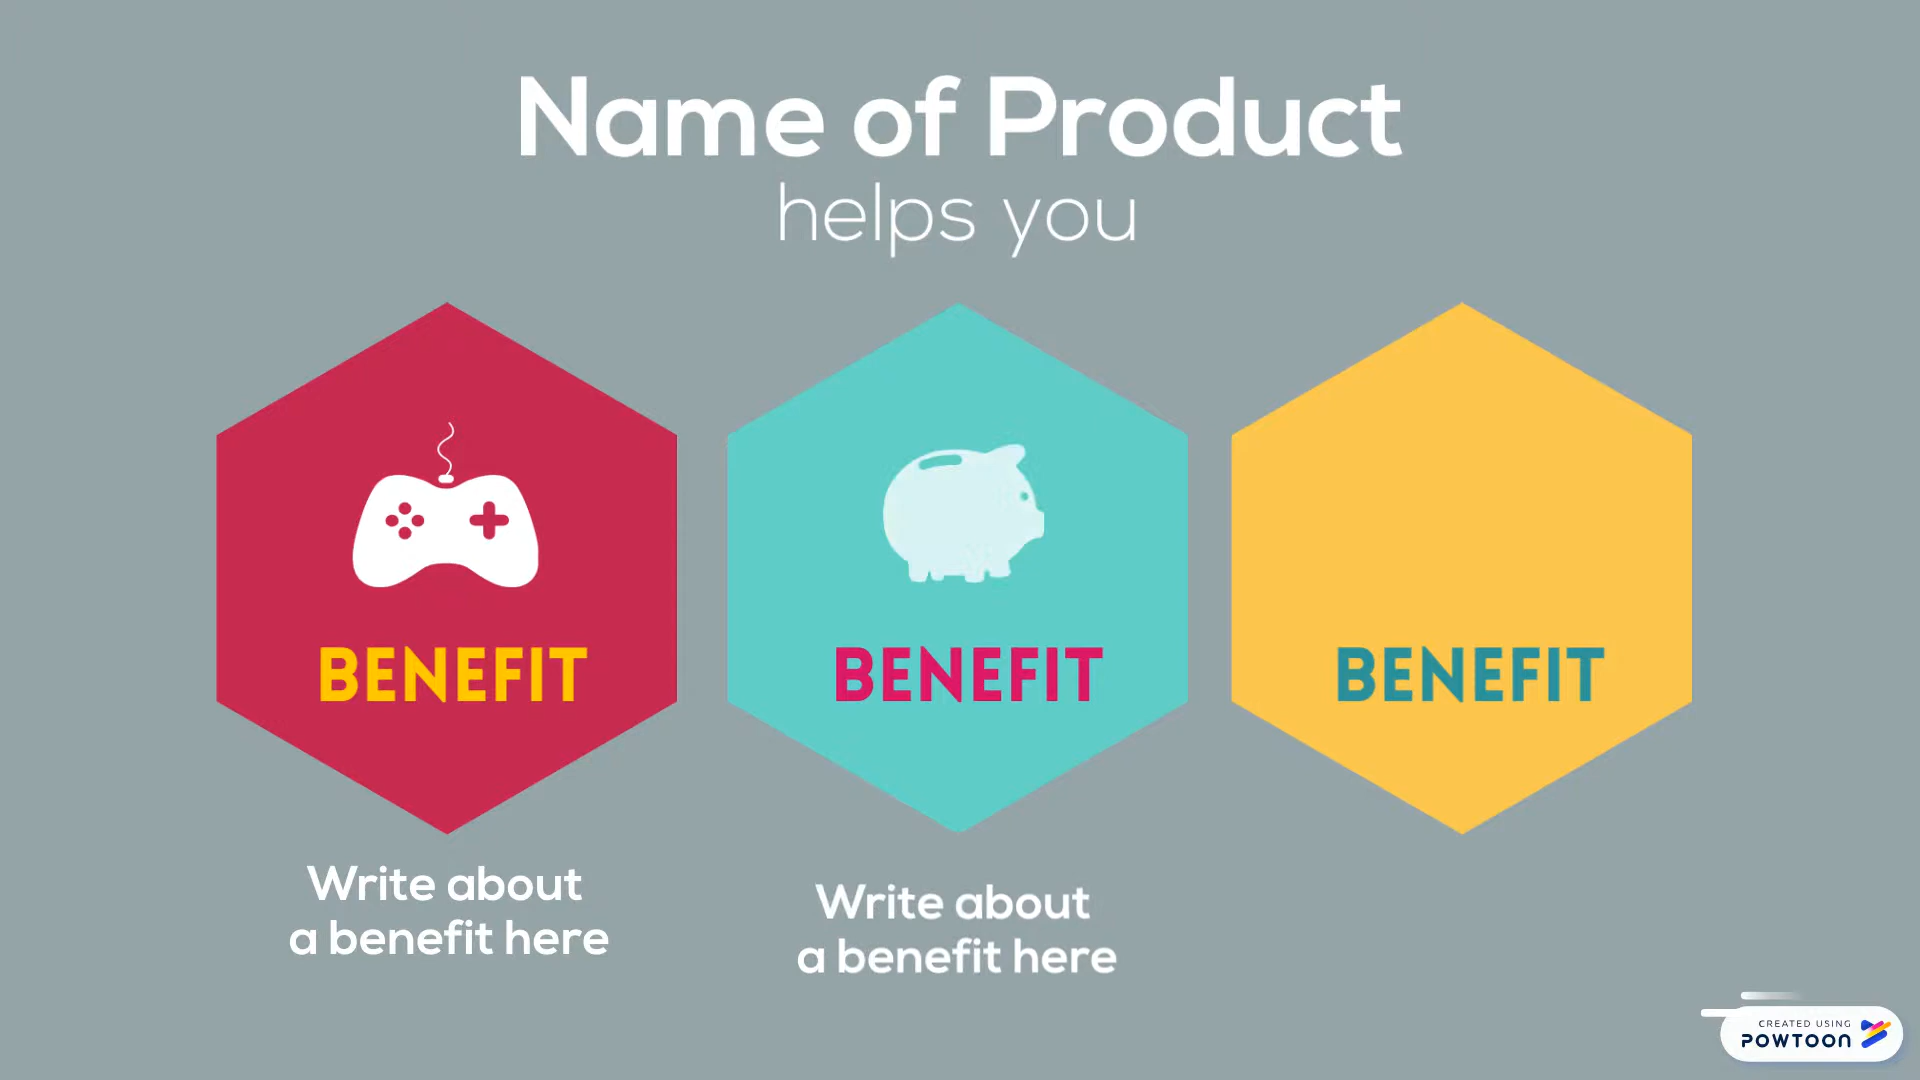 Name of Product
helps you
BENEFIT
BENEFIT
BENEFIT
Write about
a benefit here
Write about
a benefit here
CREATED USING
POWTOON